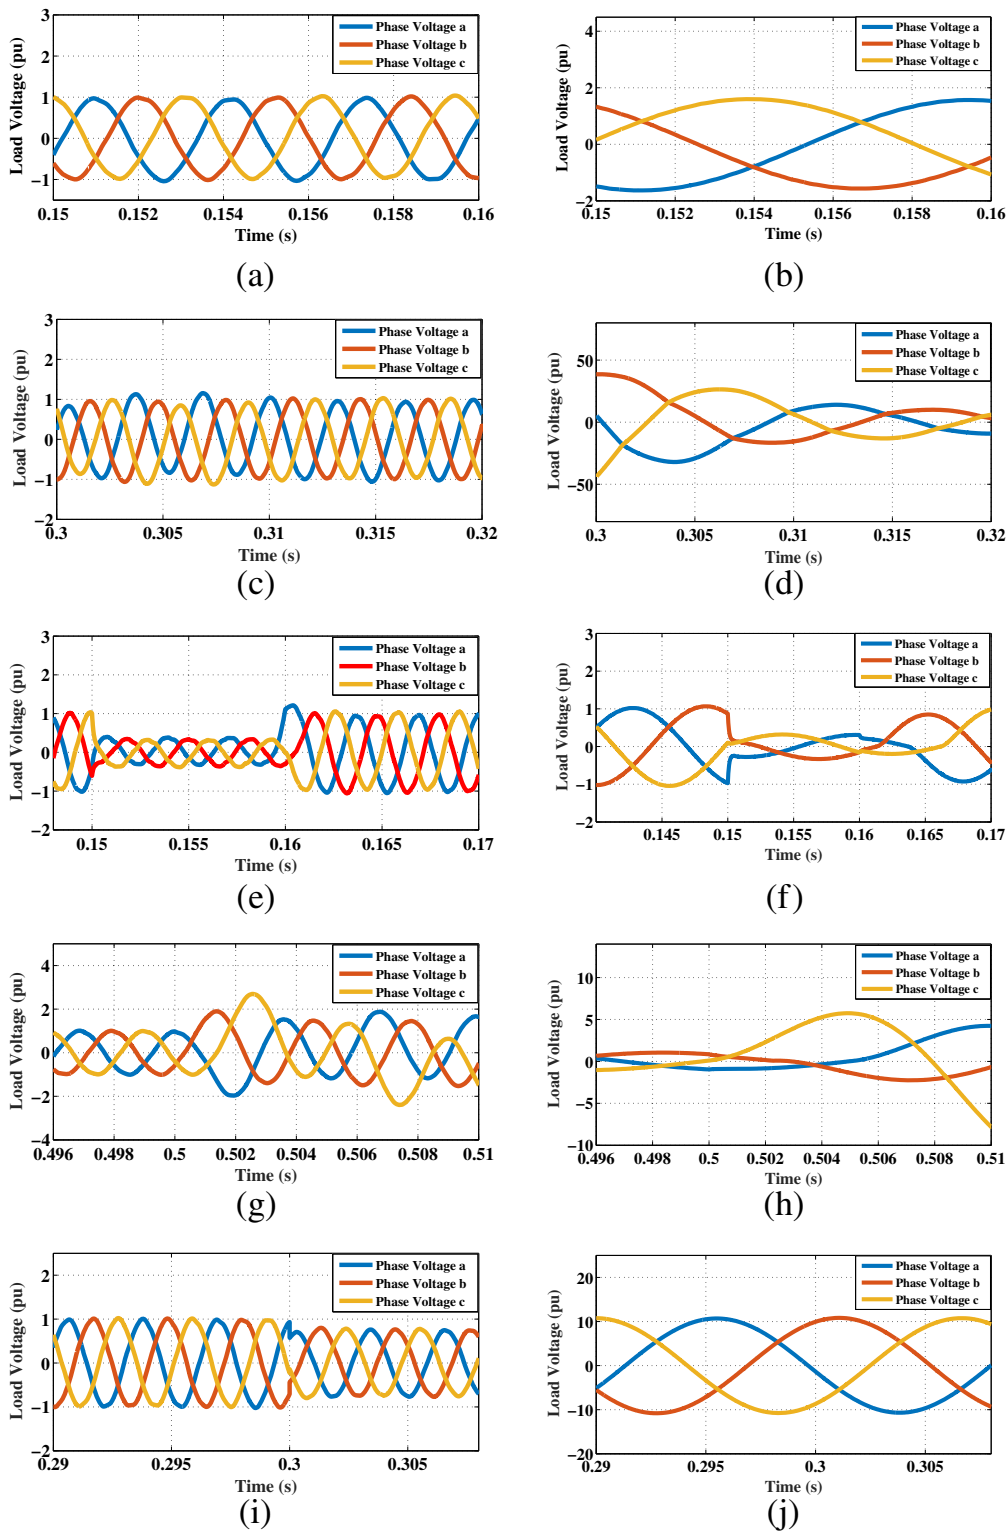 3
2
1
0
−1
Load Voltage (pu)
Phase Voltage a
Phase Voltage b
Phase Voltage c
0.15 0.152 0.154 0.156 0.158 0.16
Time (s)
(a)
4
2
0
−2
Load Voltage (pu)
Phase Voltage a
Phase Voltage b
Phase Voltage c
0.15 0.152 0.154 0.156 0.158 0.16
Time (s)
(b)
3
2
1
0
−1
−2
Load Voltage (pu)
Phase Voltage a
Phase Voltage b
Phase Voltage c
0.3 0.305 0.31 0.315 0.32
Time (s)
(c)
50
0
−50
Load Voltage (pu)
Phase Voltage a
Phase Voltage b
Phase Voltage c
0.3 0.305 0.31 0.315 0.32
Time (s)
(d)
3
2
1
0
−1
−2
Load Voltage (pu)
Phase Voltage a
Phase Voltage b
Phase Voltage c
0.15 0.155 0.16 0.165 0.17
Time (s)
(e)
3
2
1
0
−1
−2
Load Voltage (pu)
Phase Voltage a
Phase Voltage b
Phase Voltage c
0.145 0.15 0.155 0.16 0.165 0.17
Time (s)
(f)
4
2
0
−2
−4
Load Voltage (pu)
Phase Voltage a
Phase Voltage b
Phase Voltage c
0.496 0.498 0.5 0.502 0.504 0.506 0.508 0.51
Time (s)
(g)
10
5
0
−5
−10
Load Voltage (pu)
Phase Voltage a
Phase Voltage b
Phase Voltage c
0.496 0.498 0.5 0.502 0.504 0.506 0.508 0.51
Time (s)
(h)
2
1
0
−1
−2
Load Voltage (pu)
Phase Voltage a
Phase Voltage b
Phase Voltage c
0.29 0.295 0.3 0.305
Time (s)
(i)
20
10
0
−10
−20
Load Voltage (pu)
Phase Voltage a
Phase Voltage b
Phase Voltage c
0.29 0.295 0.3 0.305
Time (s)
(j)